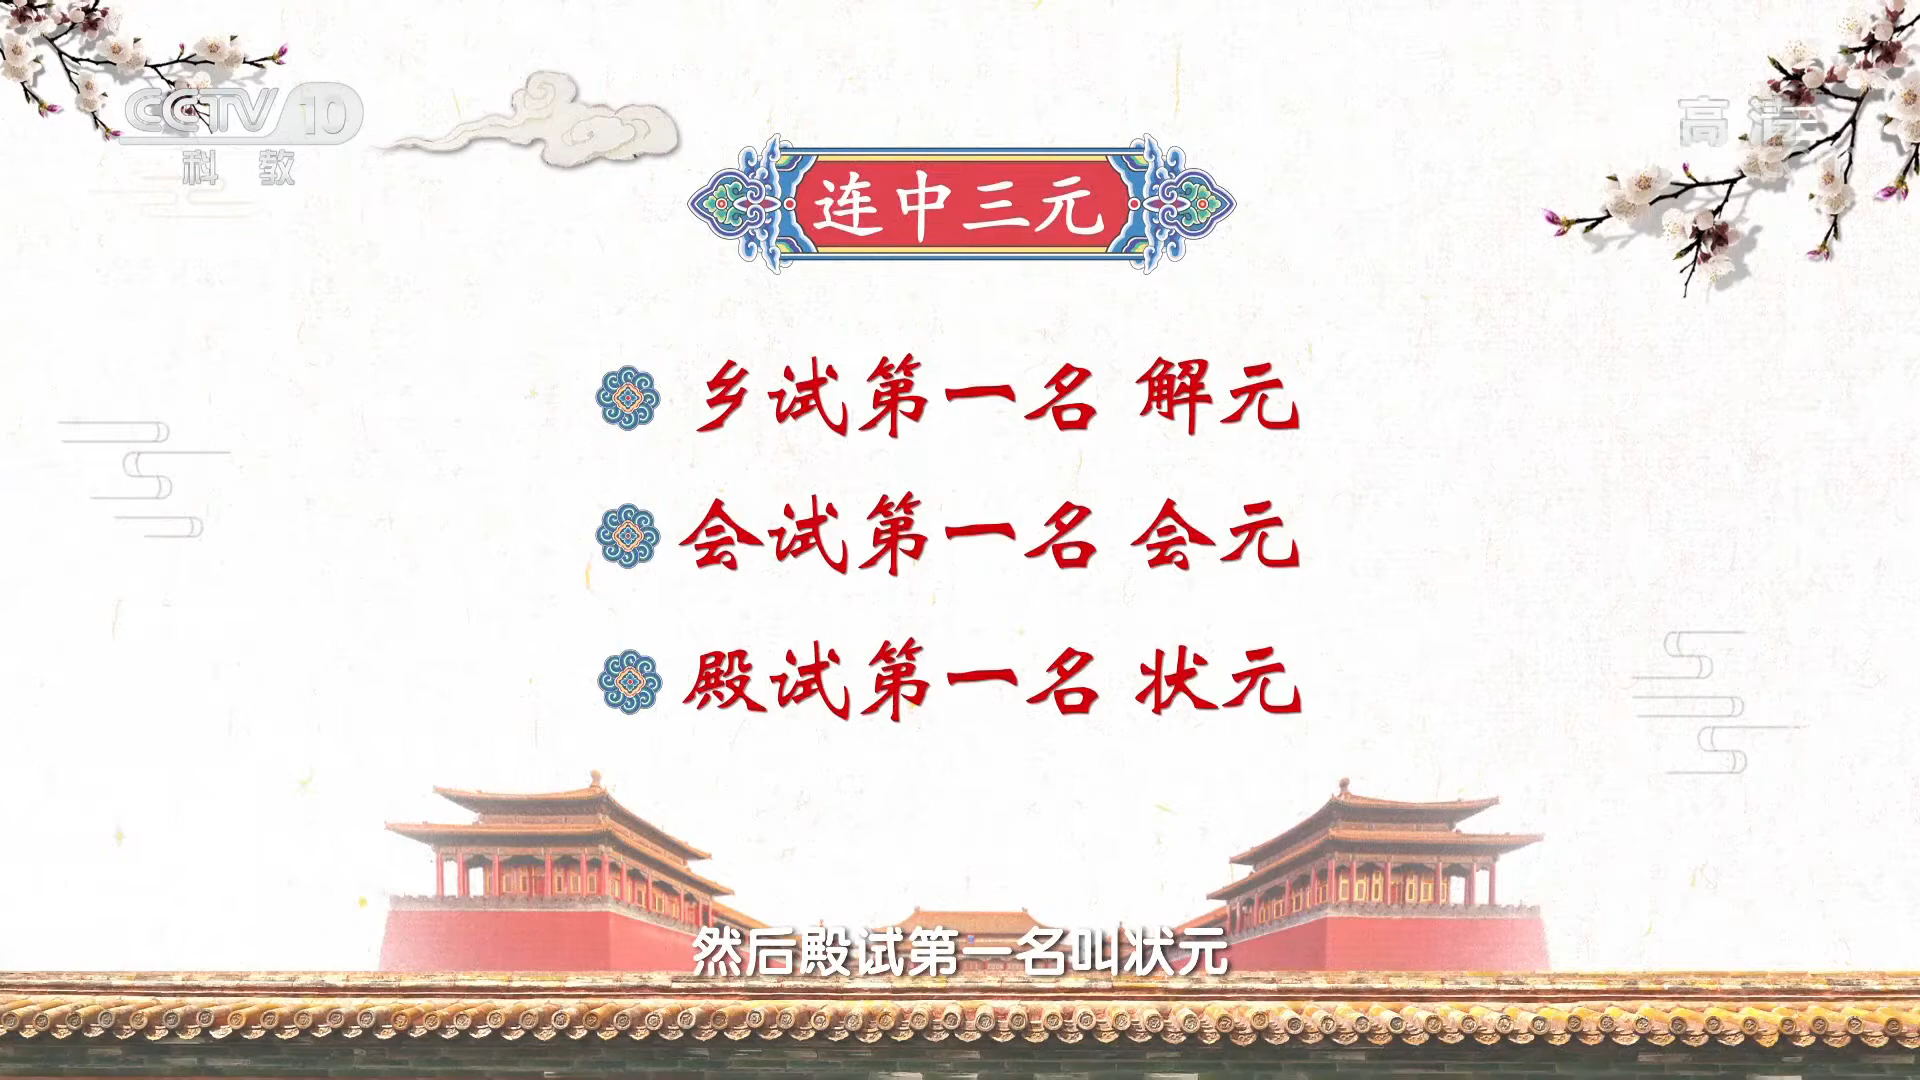 CCTV 10
科教
高清
连中三元
乡试第一名 解元
会试第一名 会元
殿试第一名 状元
然后殿试第一名叫状元